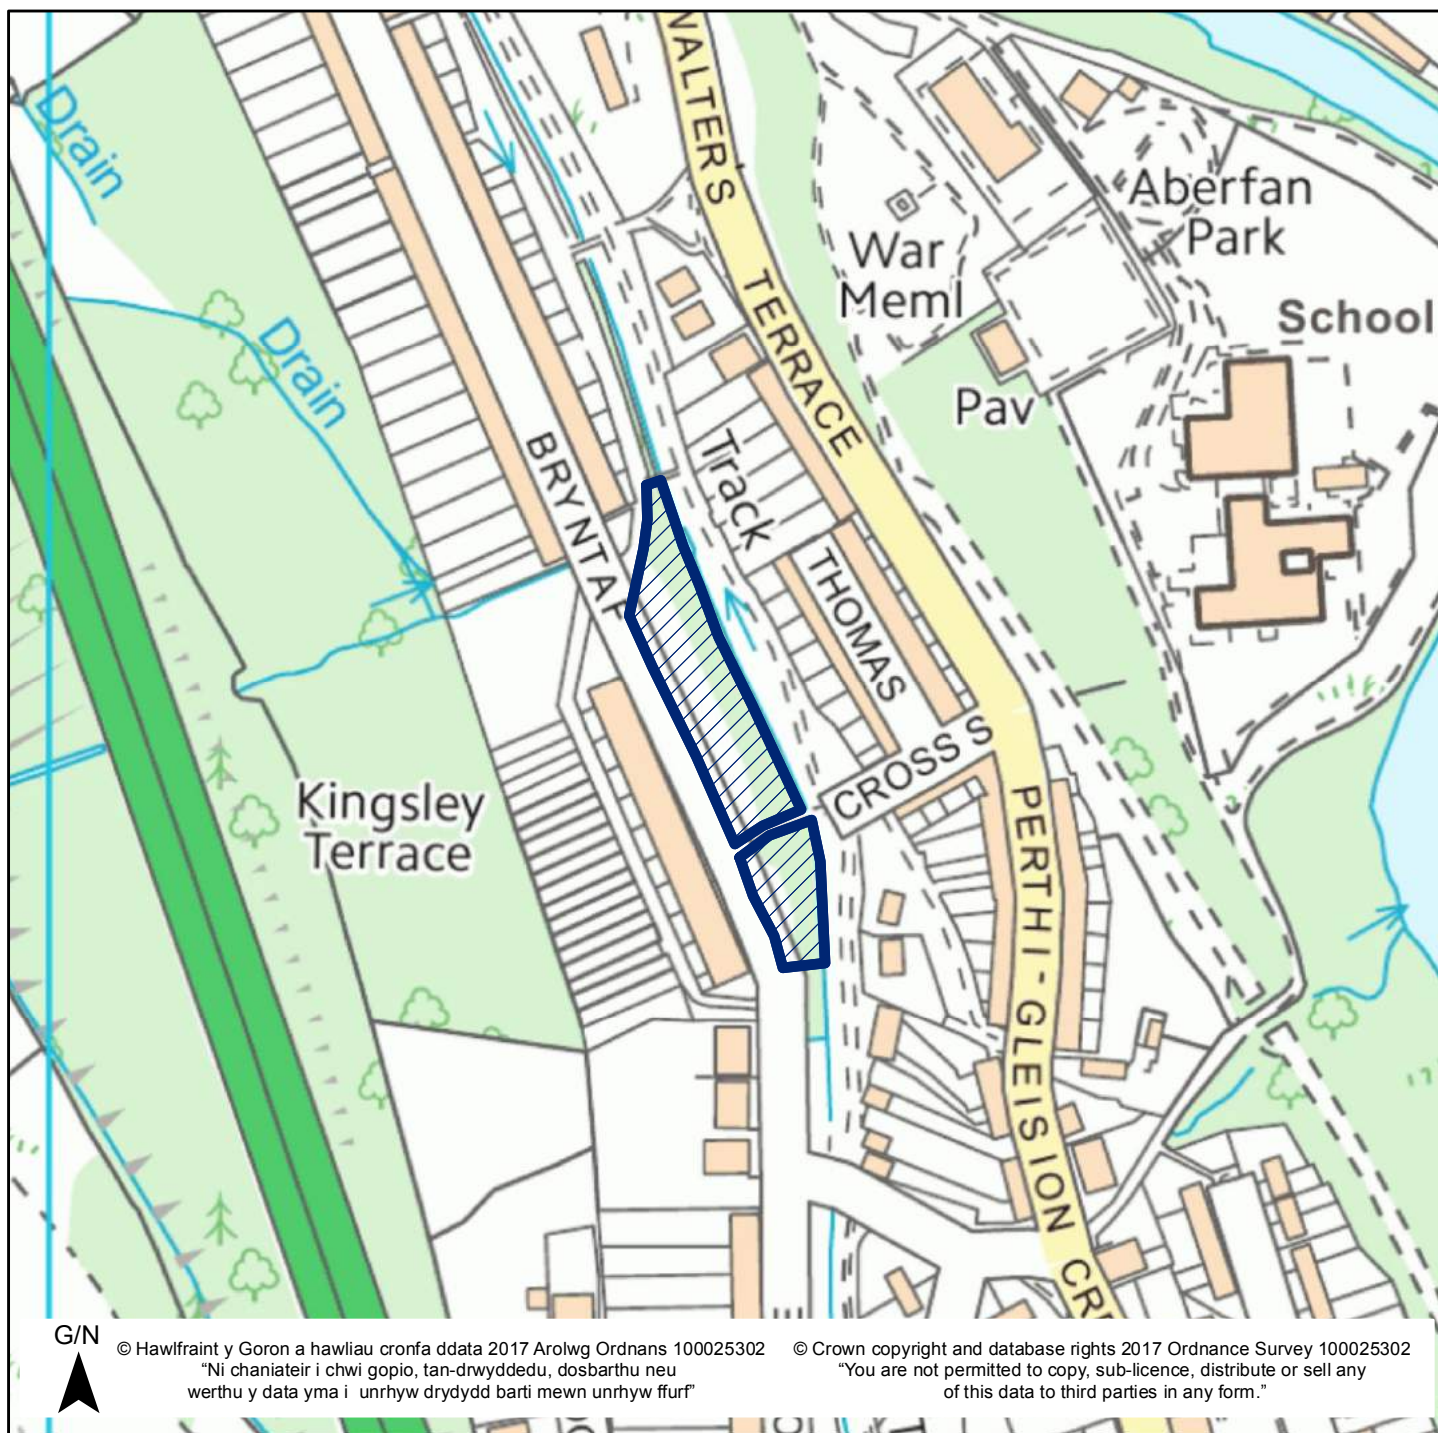 WALTER'S
TERRACE
Drain
Aberfan
Park
War
Meml
School
Drain
Pav
BRYNTAF
Track
THOMAS
CROSS S
Kingsley
Terrace
PERTHI-GLEISION CRE
G/N
© Hawlfraint y Goron a hawliau cronfa ddata 2017 Arolwg Ordnans 100025302
“Ni chaniateir i chwi gopio, tan-drwyddedu, dosbarthu neu
werthu y data yma i unrhyw drydydd barti mewn unrhyw ffurf”
© Crown copyright and database rights 2017 Ordnance Survey 100025302
“You are not permitted to copy, sub-licence, distribute or sell any
of this data to third parties in any form.”